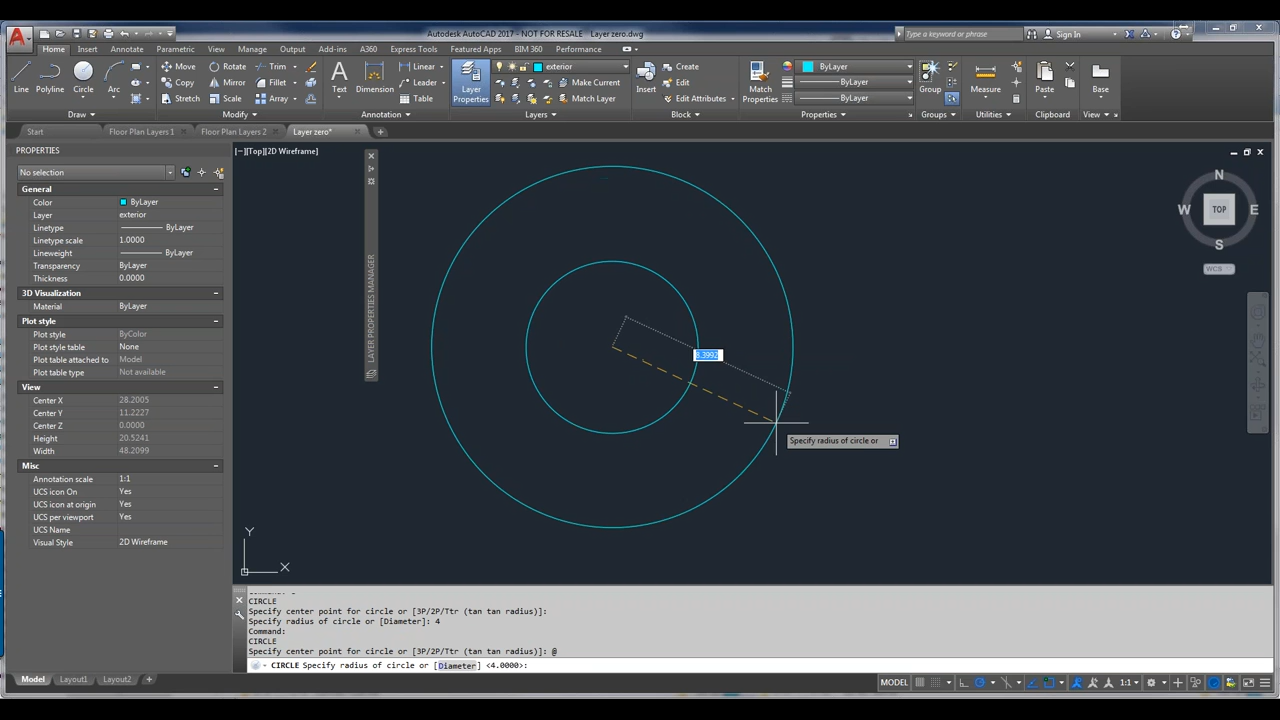 Autodesk AutoCAD 2017 - NOT FOR RESALE    Layer zero.dwg
Type a keyword or phrase
Sign In
Home Insert Annotate Parametric View Manage Output Add-ins A360 Express Tools Featured Apps BIM 360 Performance
Line Polyline Circle Arc
Move Rotate Trim
Copy Mirror Fillet
Stretch Scale Array
Text Dimension
Linear
Leader
Table
Layer Properties
exterior
Make Current
Match Layer
Insert
Create
Edit
Edit Attributes
Match Properties
ByLayer
ByLayer
ByLayer
Group
Measure
Paste
Base
Draw Modify Annotation Layers Block Properties Groups Utilities Clipboard View
Start Floor Plan Layers 1 Floor Plan Layers 2 Layer zero*
PROPERTIES
No selection
General
Color ByLayer
Layer exterior
Linetype ByLayer
Linetype scale 1.0000
Lineweight ByLayer
Transparency ByLayer
Thickness 0.0000
3D Visualization
Material ByLayer
Plot style
Plot style ByColor
Plot style table None
Plot table attached to Model
Plot table type Not available
View
Center X 28.2005
Center Y 11.2227
Center Z 0.0000
Height 20.5241
Width 48.2099
Misc
Annotation scale 1:1
UCS icon On Yes
UCS icon at origin Yes
UCS per viewport Yes
UCS Name
Visual Style 2D Wireframe
[−][Top][2D Wireframe]
LAYER PROPERTIES MANAGER
8.3992
Specify radius of circle or
N
W TOP E
S
WCS
Y
X
CIRCLE
Specify center point for circle or [3P/2P/Ttr (tan tan radius)]:
Specify radius of circle or [Diameter]: 4
Command:
CIRCLE
Specify center point for circle or [3P/2P/Ttr (tan tan radius)]: @
CIRCLE Specify radius of circle or [Diameter] <4.0000>:
Model Layout1 Layout2
MODEL
1:1